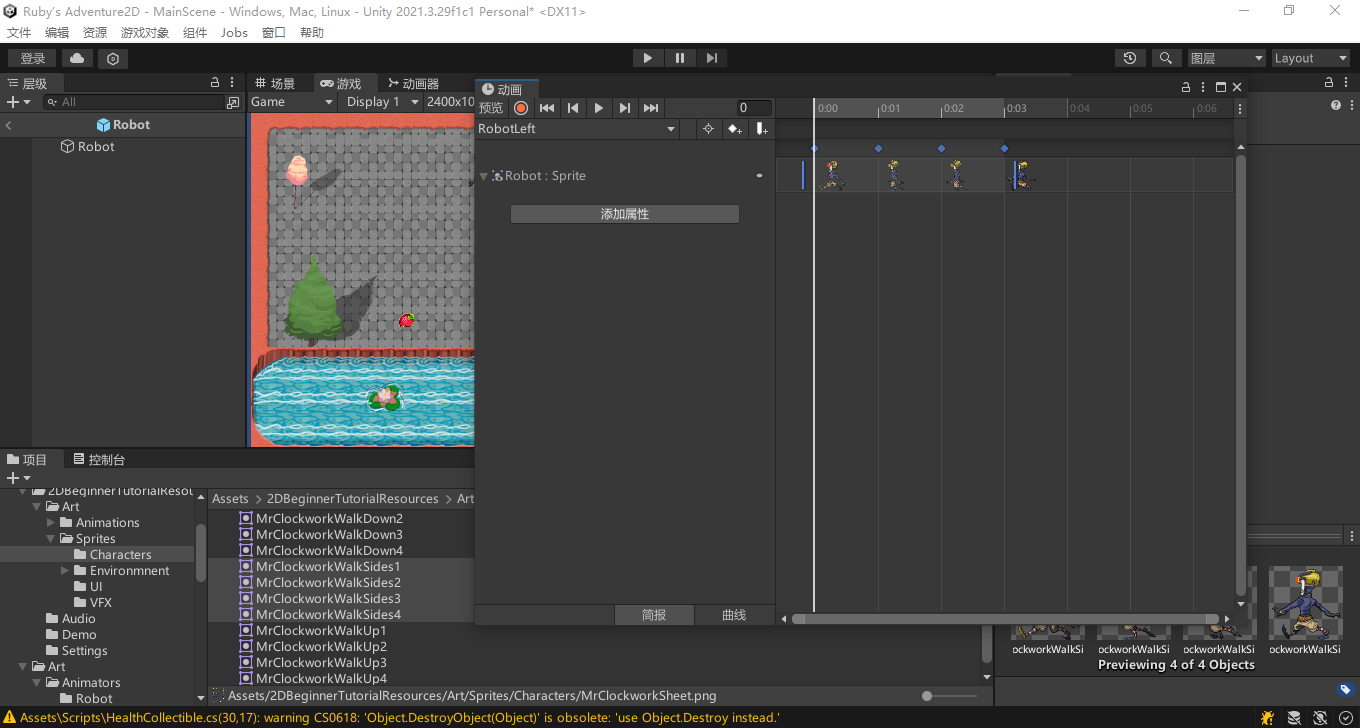 Ruby's Adventure2D - MainScene - Windows, Mac, Linux - Unity 2021.3.29f1c1 Personal* <DX11>
文件 编辑 资源 游戏对象 组件 Jobs 窗口 帮助
登录 图层 Layout
层级 场景 游戏 动画器 动画
All Game Display 1 2400x10 预览 0 0:00 0:01 0:02 0:03 0:04 0:05 0:06
Robot RobotLeft
Robot
Robot : Sprite
添加属性
简报 曲线
项目 控制台
2DBeginnerTutorialResot
Assets > 2DBeginnerTutorialResources > Art
Art
Animations
Sprites
Characters
Environmnent
UI
VFX
Audio
Demo
Settings
Art
Animators
Robot
MrClockworkWalkDown2
MrClockworkWalkDown3
MrClockworkWalkDown4
MrClockworkWalkSides1
MrClockworkWalkSides2
MrClockworkWalkSides3
MrClockworkWalkSides4
MrClockworkWalkUp1
MrClockworkWalkUp2
MrClockworkWalkUp3
MrClockworkWalkUp4
Assets/2DBeginnerTutorialResources/Art/Sprites/Characters/MrClockworkSheet.png
ockworkWalkSi ockworkWalkSi ockworkWalkSi ockworkWalkSi
Previewing 4 of 4 Objects
Assets\Scripts\HealthCollectible.cs(30,17): warning CS0618: 'Object.DestroyObject(Object)' is obsolete: 'use Object.Destroy instead.'